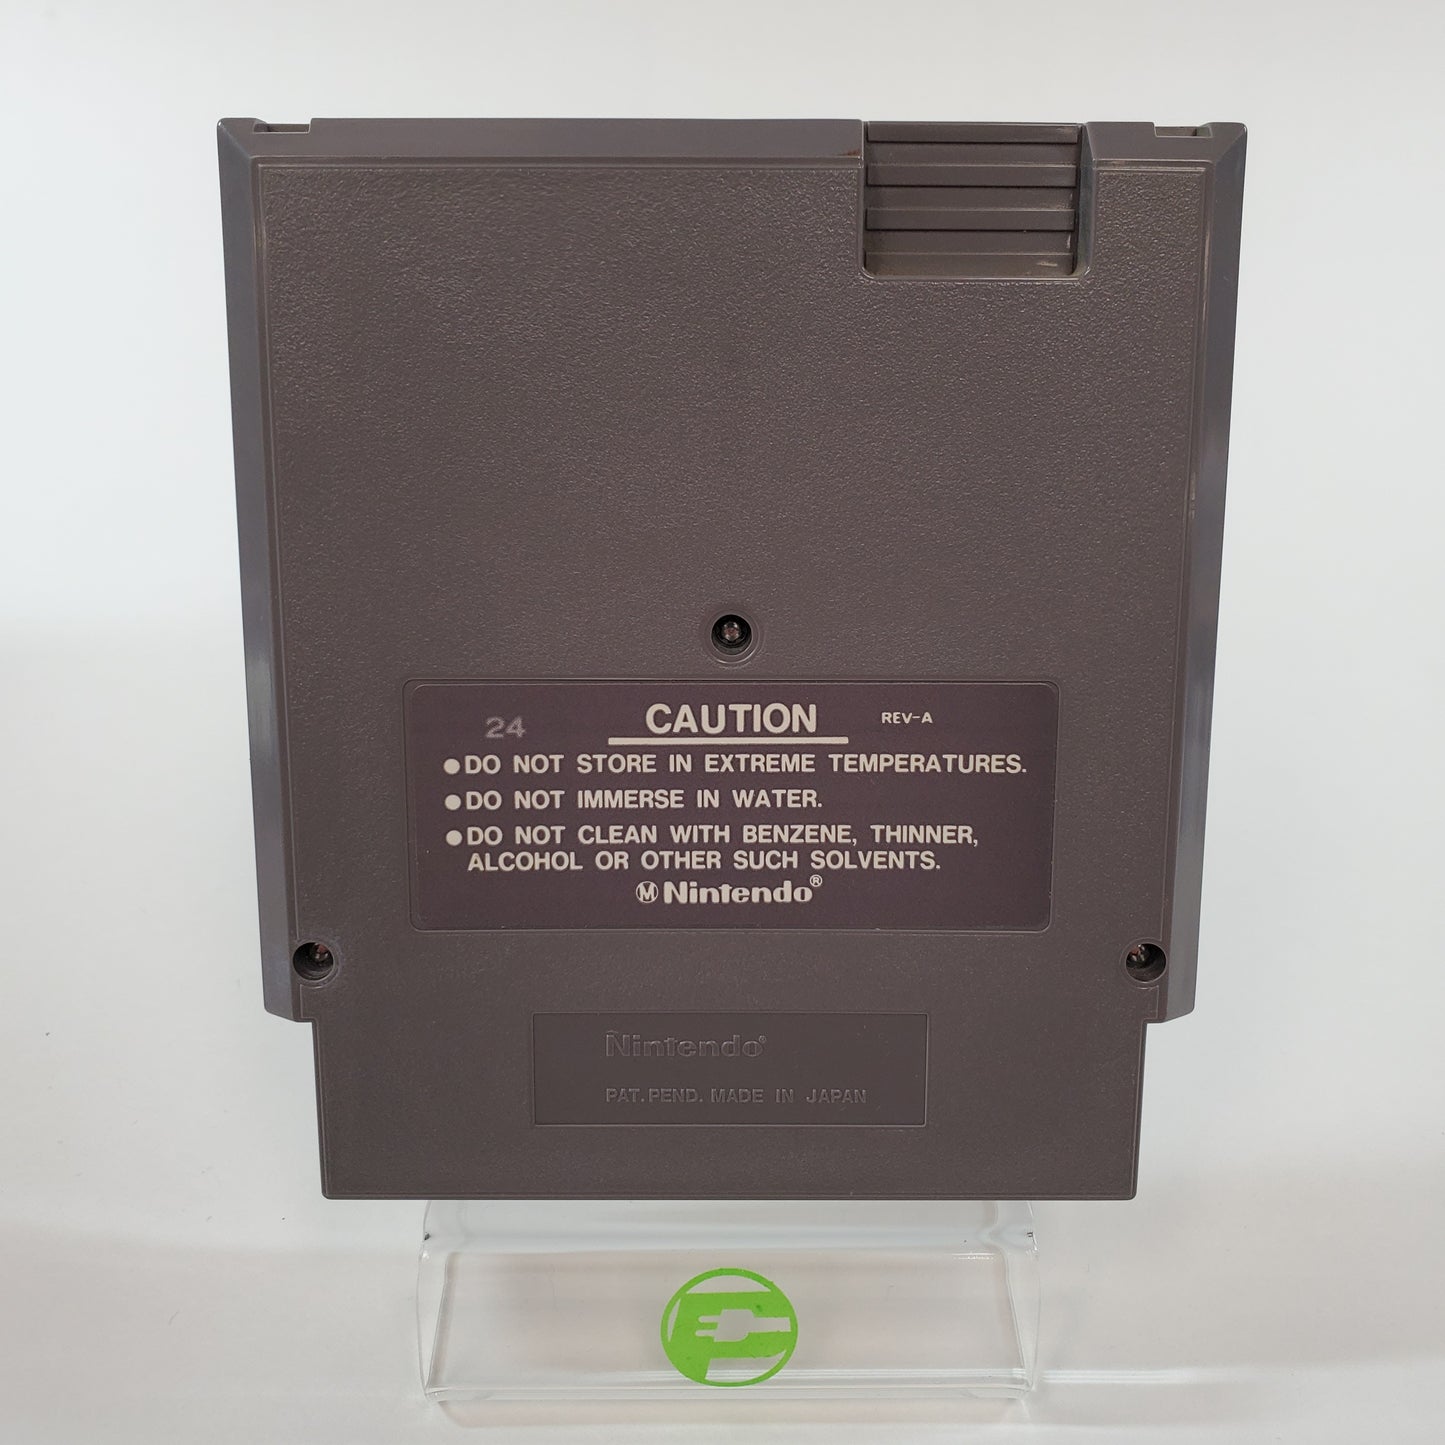 24 CAUTION REV-A
●DO NOT STORE IN EXTREME TEMPERATURES.
●DO NOT IMMERSE IN WATER.
●DO NOT CLEAN WITH BENZENE, THINNER,
ALCOHOL OR OTHER SUCH SOLVENTS.
Ⓜ Nintendo®
Nintendo®
PAT. PEND. MADE IN JAPAN